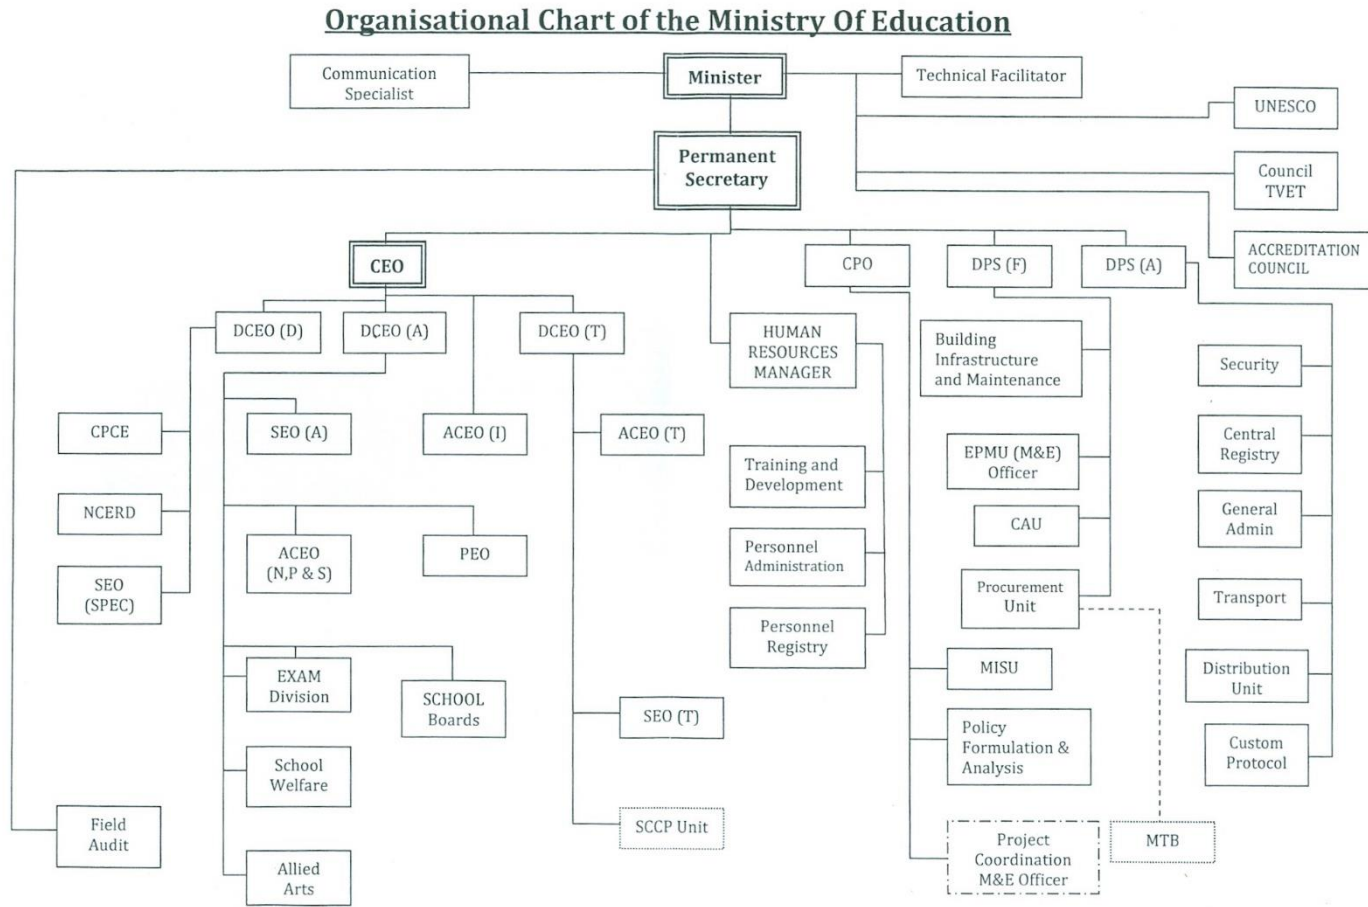 Organisational Chart of the Ministry Of Education
Communication
Specialist
Minister
Technical Facilitator
UNESCO
Permanent
Secretary
Council
TVET
ACCREDITATION
COUNCIL
CEO
CPO
DPS (F)
DPS (A)
DCEO (D)
DCEO (A)
DCEO (T)
HUMAN
RESOURCES
MANAGER
Building
Infrastructure
and Maintenance
Security
CPCE
SEO (A)
ACEO (I)
ACEO (T)
Training and
Development
EPMU (M&E)
Officer
Central
Registry
NCERD
CAU
General
Admin
ACEO
(N,P & S)
PEO
Personnel
Administration
SEO
(SPEC)
Procurement
Unit
Transport
Personnel
Registry
EXAM
Division
SCHOOL
Boards
MISU
Distribution
Unit
SEO (T)
Policy
Formulation &
Analysis
Custom
Protocol
School
Welfare
Field
Audit
SCCP Unit
Project
Coordination
M&E Officer
MTB
Allied
Arts